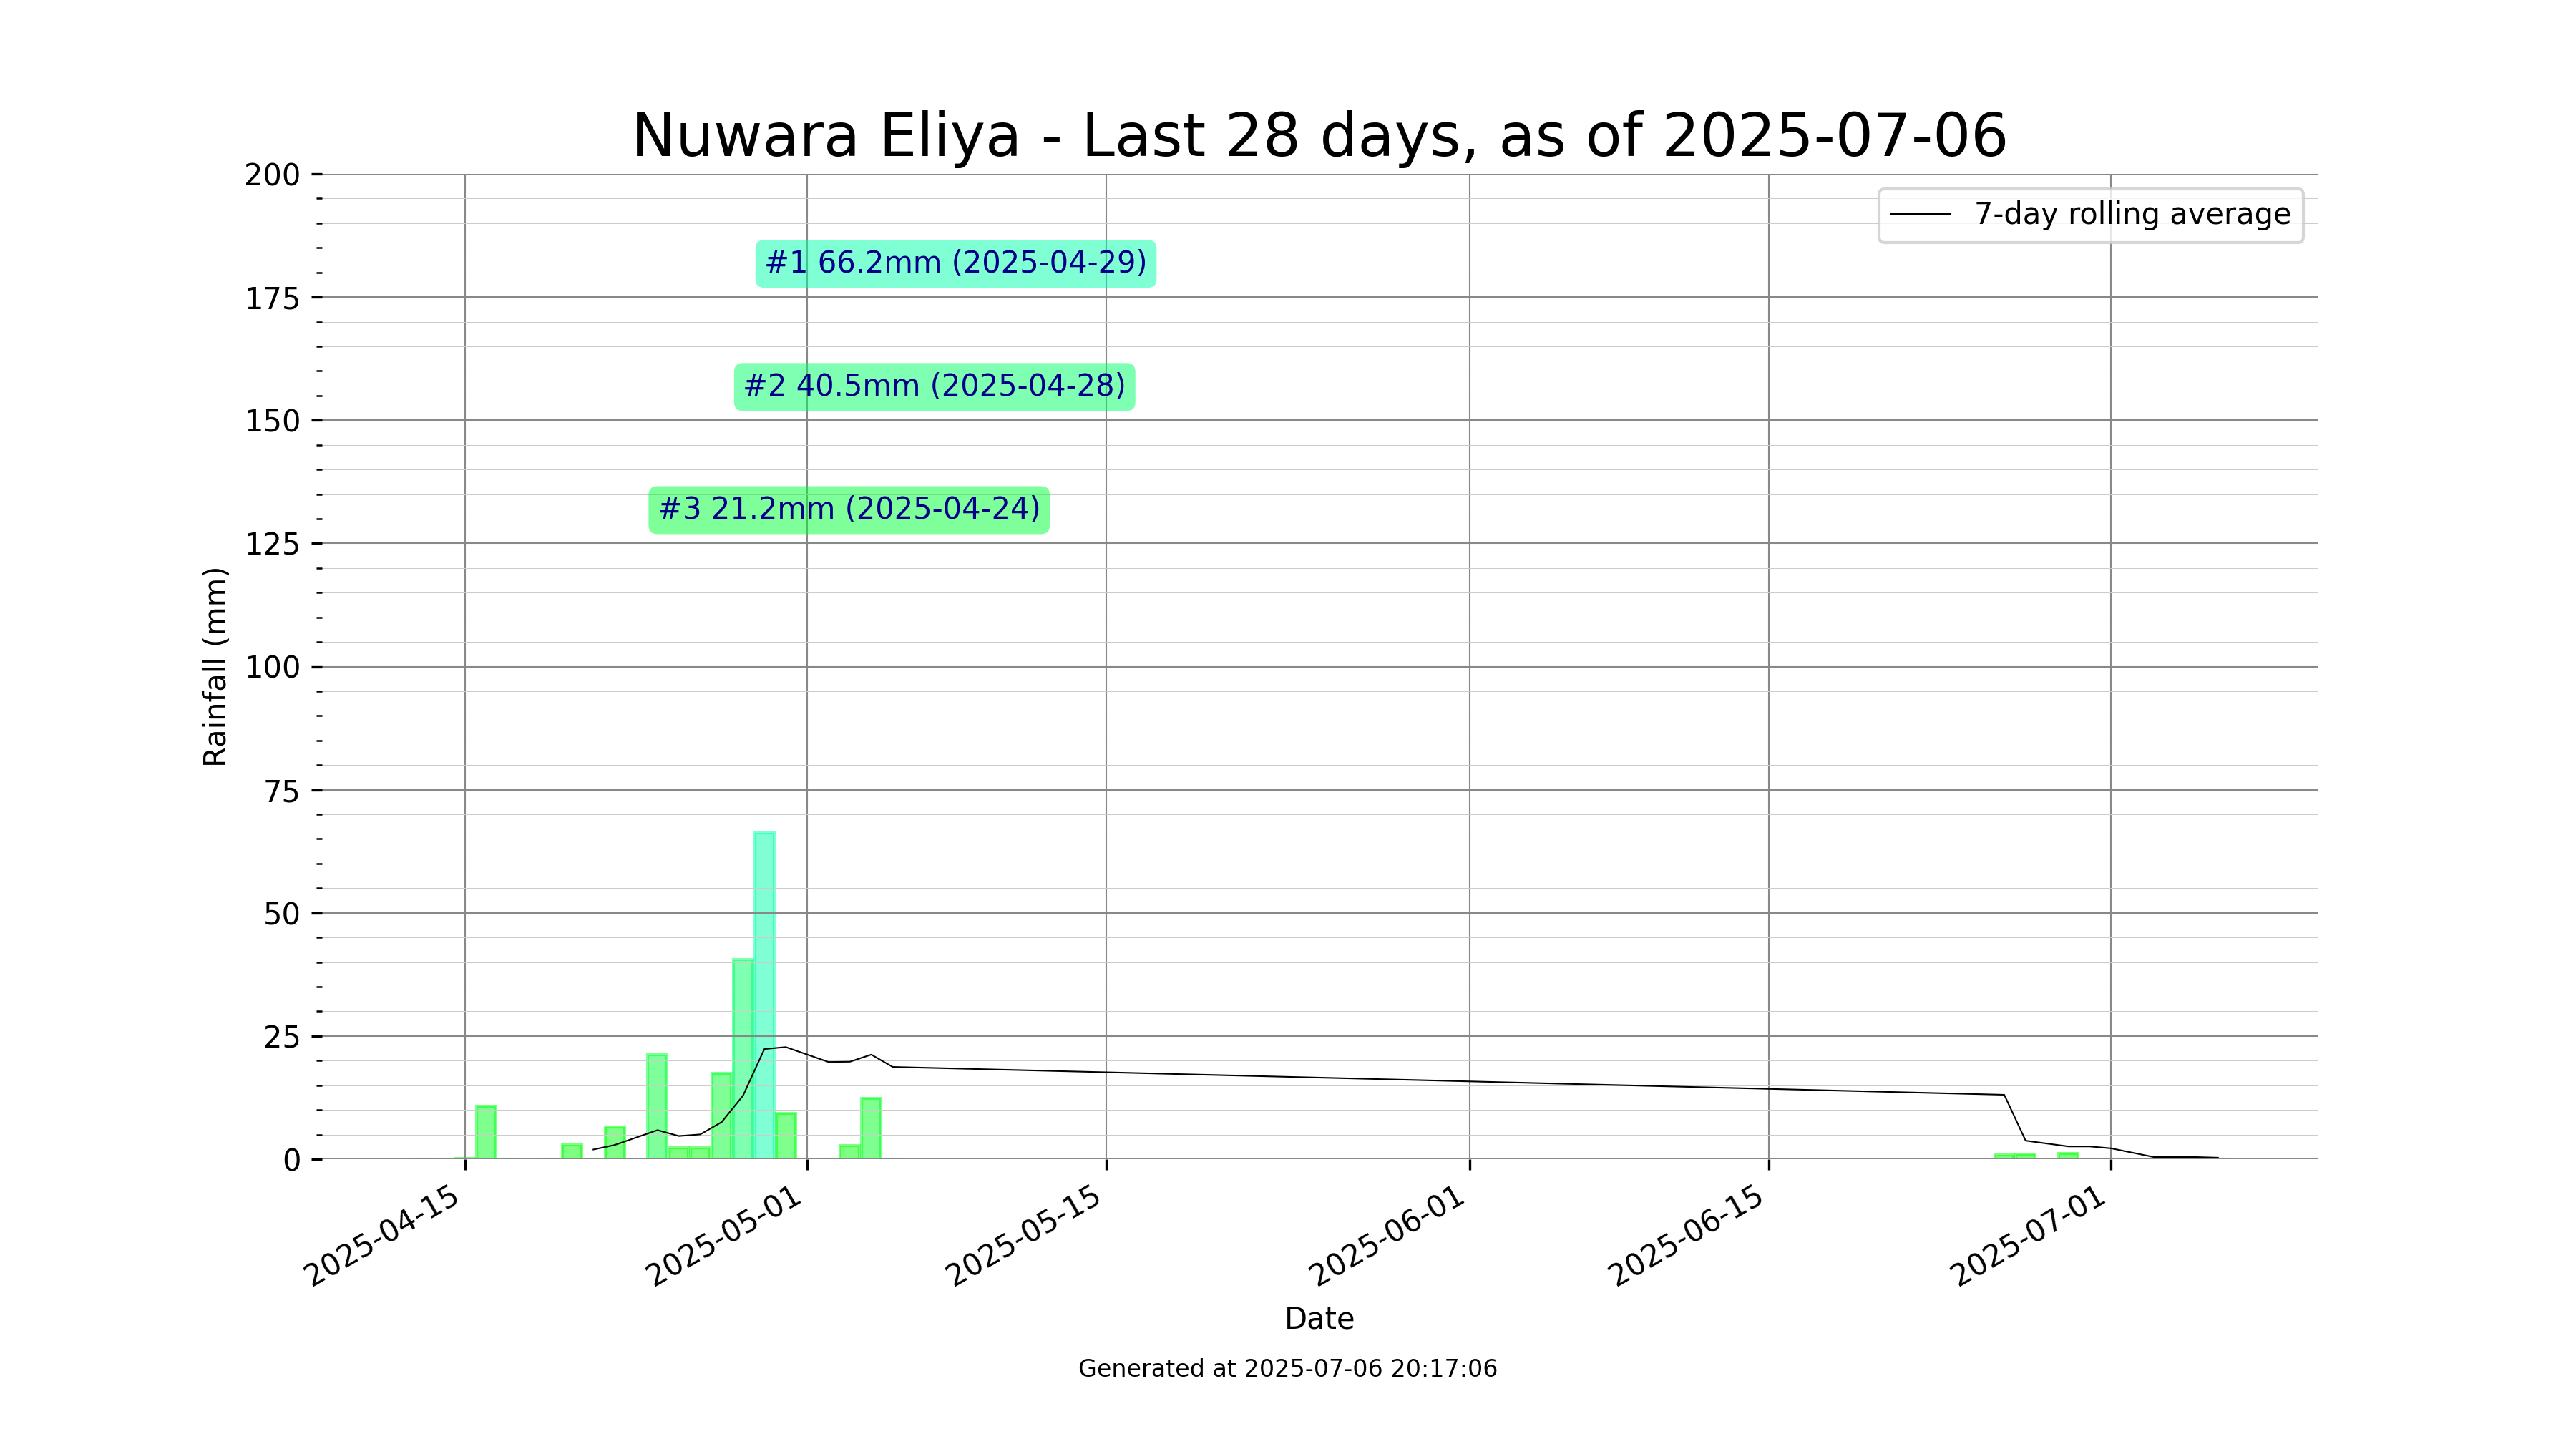 Nuwara Eliya - Last 28 days, as of 2025-07-06
7-day rolling average
#1 66.2mm (2025-04-29)
#2 40.5mm (2025-04-28)
#3 21.2mm (2025-04-24)
Rainfall (mm)
200
175
150
125
100
75
50
25
0
2025-04-15
2025-05-01
2025-05-15
2025-06-01
2025-06-15
2025-07-01
Date
Generated at 2025-07-06 20:17:06